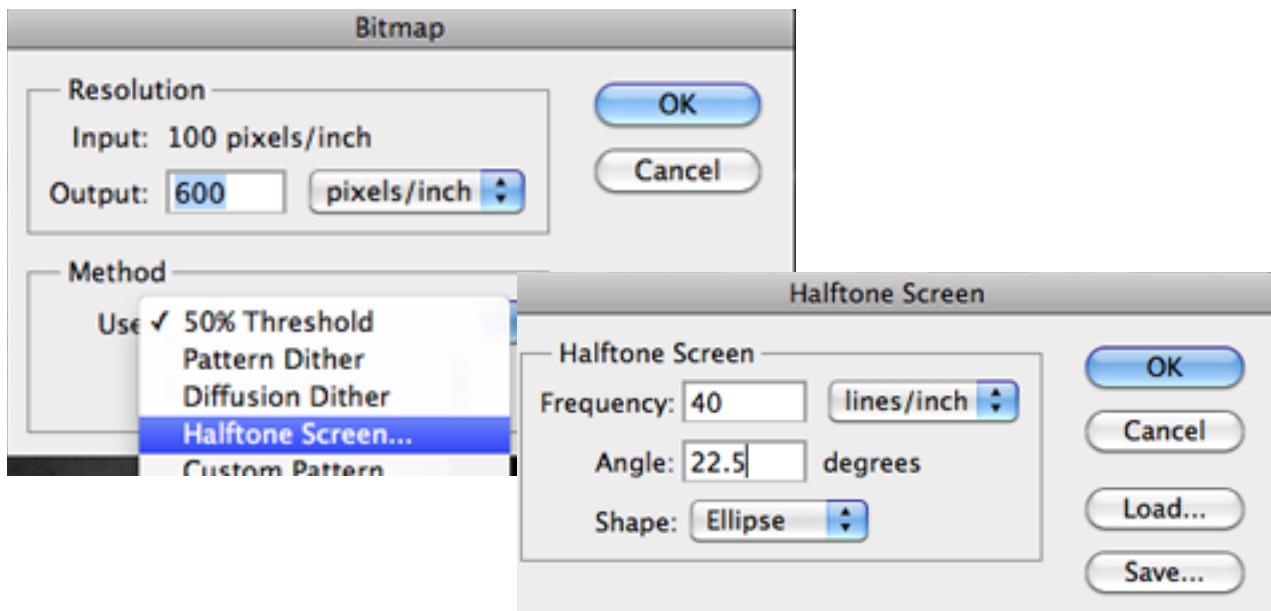 Bitmap
Resolution
Input: 100 pixels/inch
Output: 600 pixels/inch
OK
Cancel
Method
Use
✓ 50% Threshold
Pattern Dither
Diffusion Dither
Halftone Screen...
Custom Pattern
Halftone Screen
Halftone Screen
Frequency: 40 lines/inch
Angle: 22.5 degrees
Shape: Ellipse
OK
Cancel
Load...
Save...